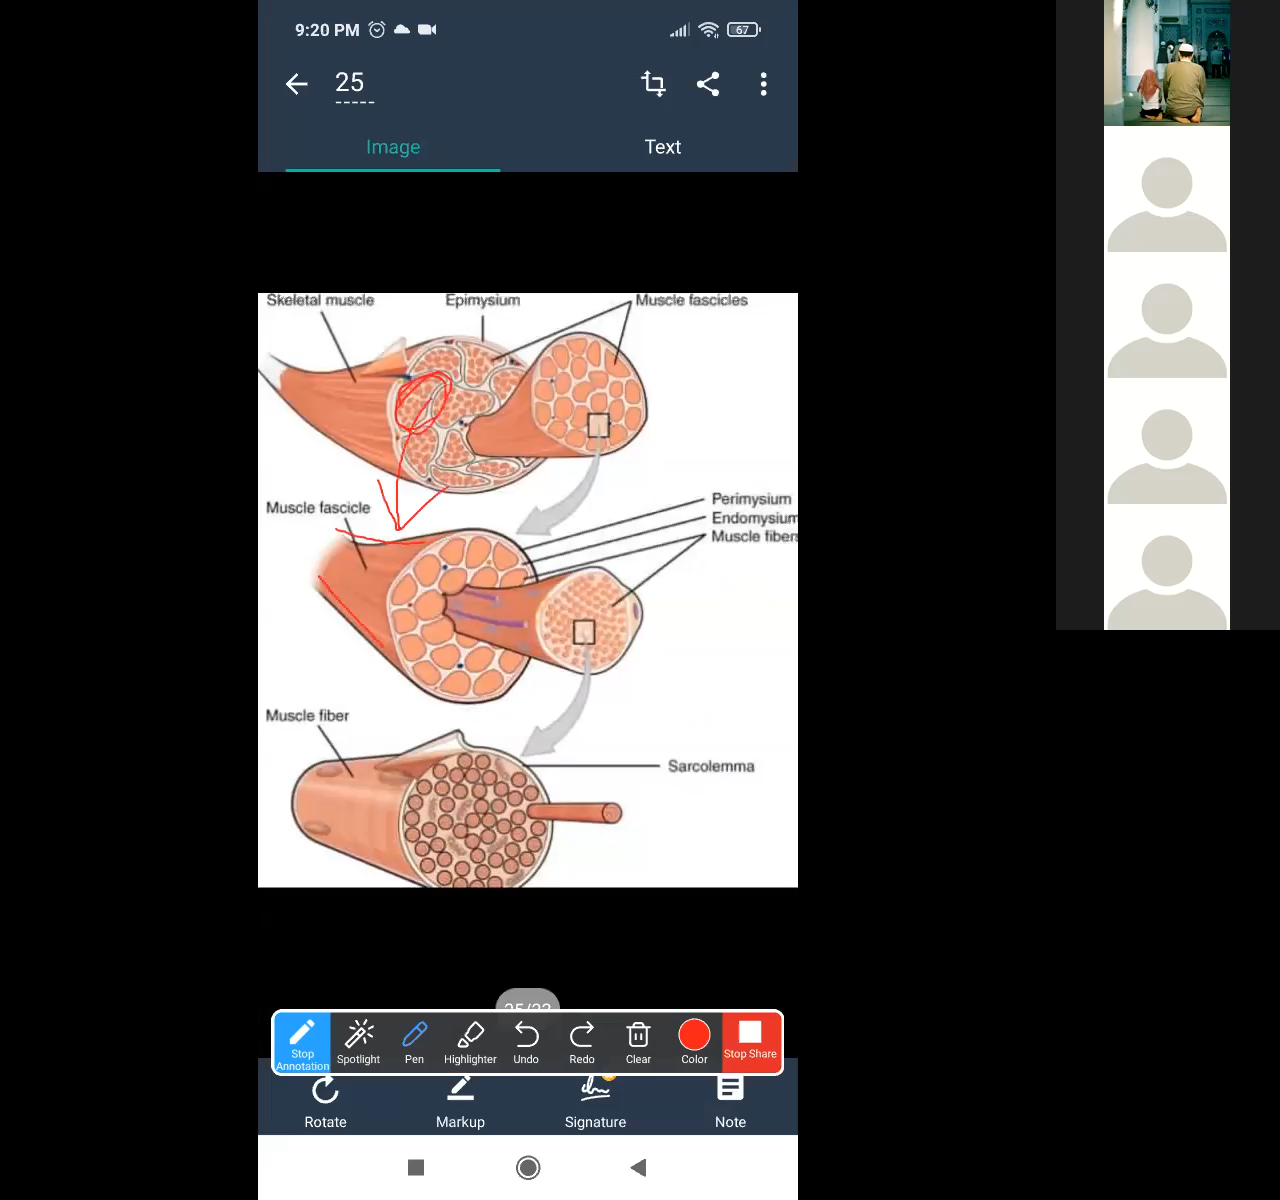 9:20 PM 67
25
Image Text
Skeletal muscle Epimysium Muscle fascicles
Muscle fascicle
Perimysium
Endomysium
Muscle fibers
Muscle fiber
Sarcolemma
Stop Annotation Spotlight Pen Highlighter Undo Redo Clear Color Stop Share
Rotate Markup Signature Note